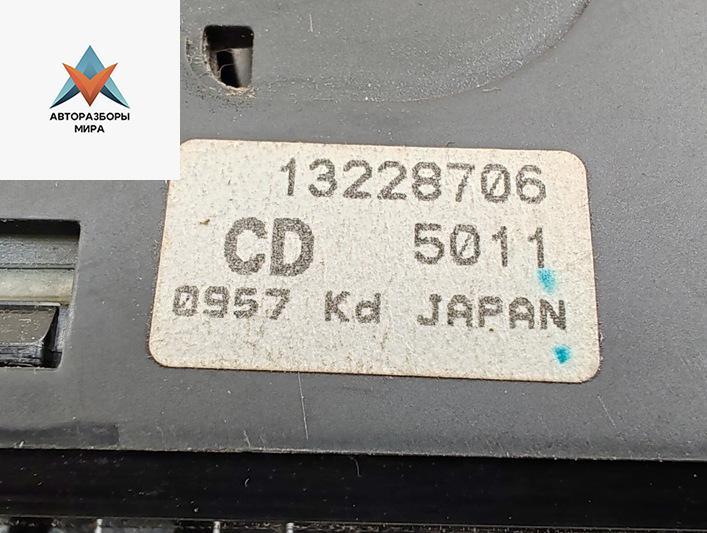 АВТОРАЗБОРЫ
МИРА
13228706
CD 5011
0957 Kd JAPAN